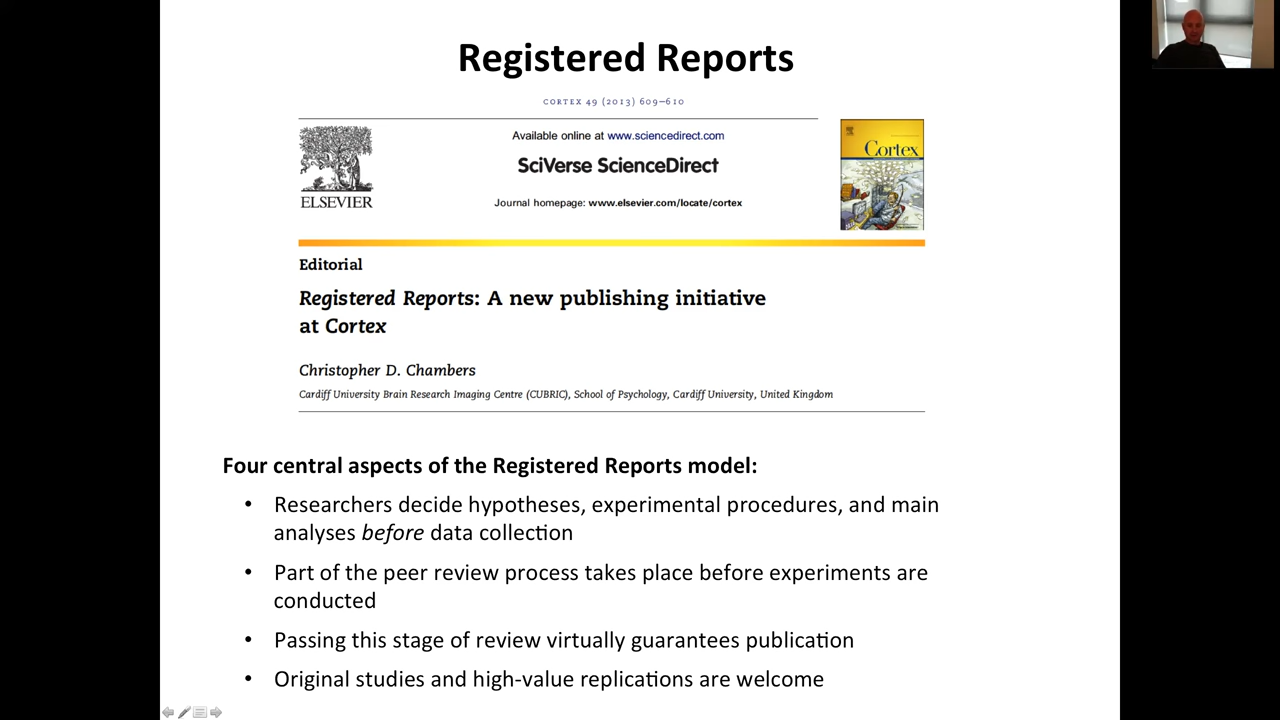 Registered Reports
CORTEX 49 (2013) 609–610
Available online at www.sciencedirect.com
SciVerse ScienceDirect
Journal homepage: www.elsevier.com/locate/cortex
ELSEVIER
Cortex
Editorial
Registered Reports: A new publishing initiative
at Cortex
Christopher D. Chambers
Cardiff University Brain Research Imaging Centre (CUBRIC), School of Psychology, Cardiff University, United Kingdom
Four central aspects of the Registered Reports model:
• Researchers decide hypotheses, experimental procedures, and main
analyses before data collection
• Part of the peer review process takes place before experiments are
conducted
• Passing this stage of review virtually guarantees publication
• Original studies and high-value replications are welcome